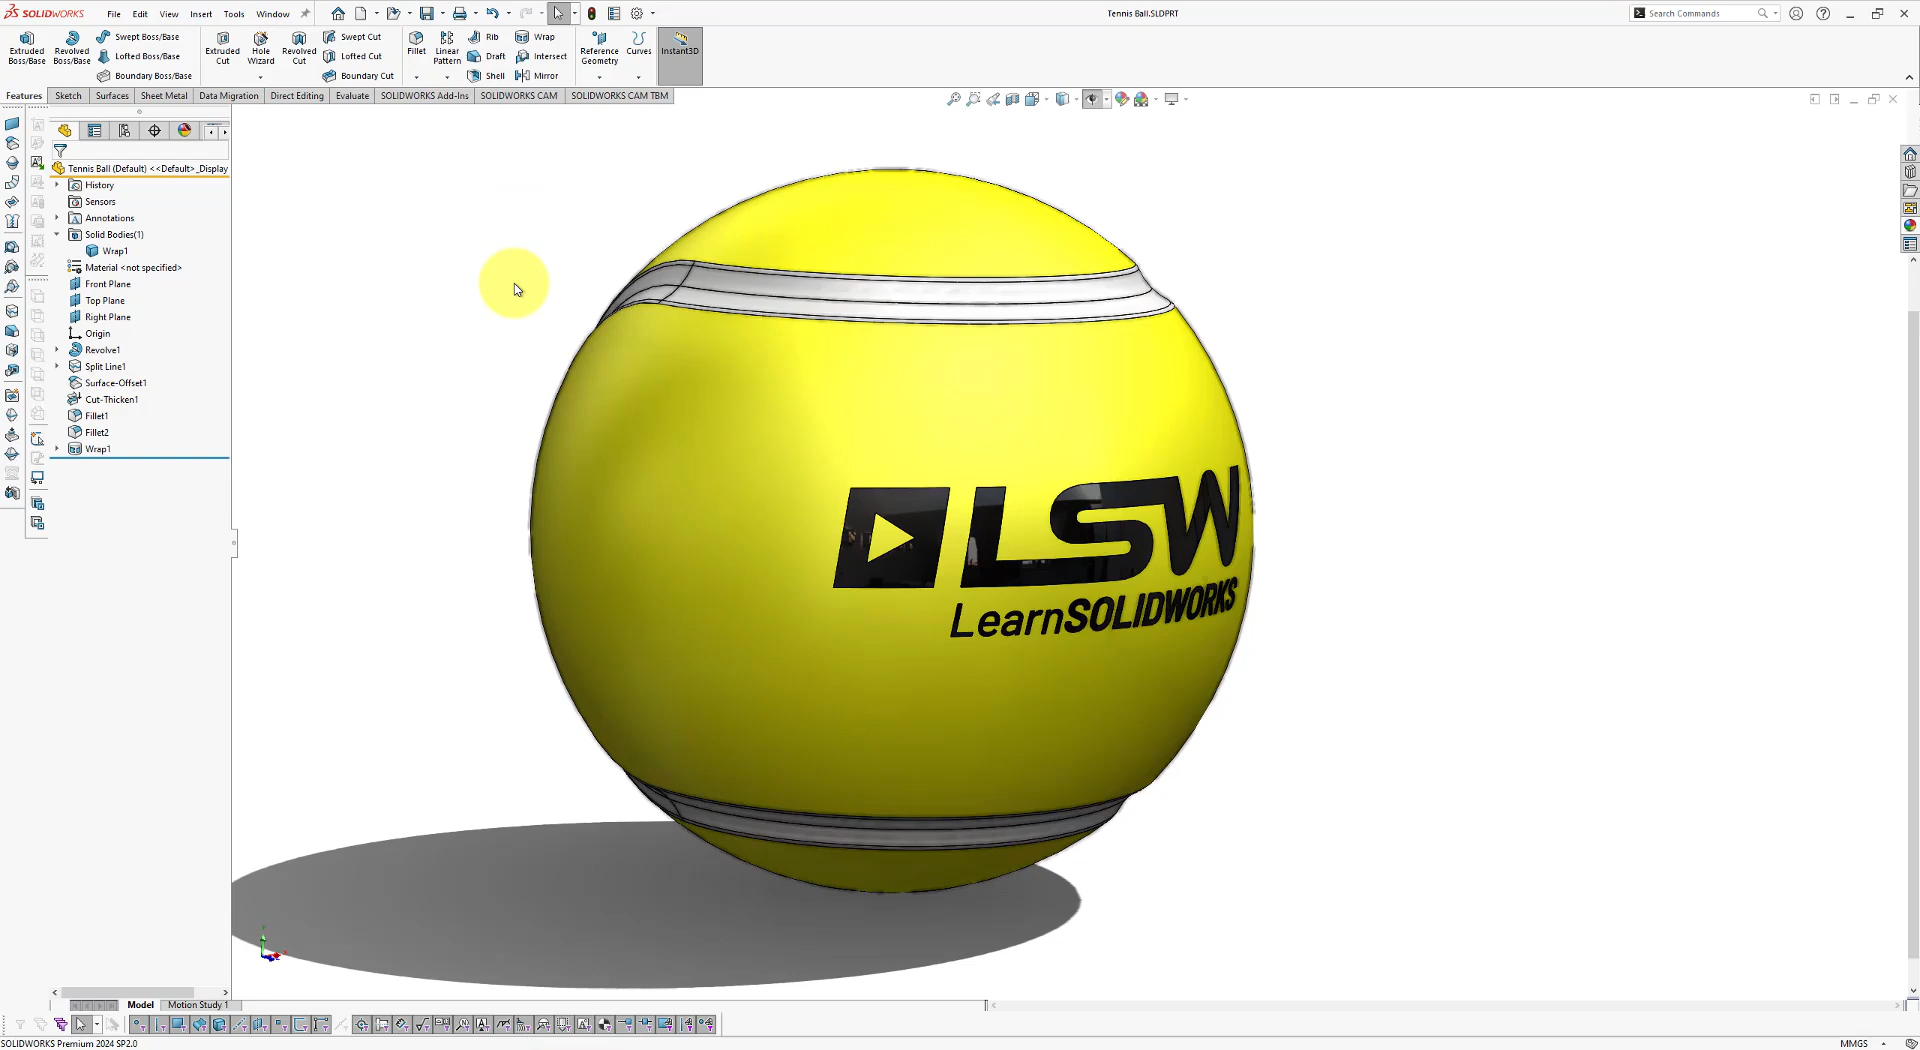 SOLIDWORKS
File
Edit
View
Insert
Tools
Window
Tennis Ball.SLDPRT
Search Commands
Extruded Boss/Base
Revolved Boss/Base
Swept Boss/Base
Lofted Boss/Base
Boundary Boss/Base
Extruded Cut
Hole Wizard
Revolved Cut
Swept Cut
Lofted Cut
Boundary Cut
Fillet
Linear Pattern
Rib
Draft
Shell
Wrap
Intersect
Mirror
Reference Geometry
Curves
Instant3D
Features
Sketch
Surfaces
Sheet Metal
Data Migration
Direct Editing
Evaluate
SOLIDWORKS Add-Ins
SOLIDWORKS CAM
SOLIDWORKS CAM TBM
Tennis Ball (Default) <<Default>_Display
History
Sensors
Annotations
Solid Bodies(1)
Wrap1
Material <not specified>
Front Plane
Top Plane
Right Plane
Origin
Revolve1
Split Line1
Surface-Offset1
Cut-Thicken1
Fillet1
Fillet2
Wrap1
LSW
LearnSOLIDWORKS
Model
Motion Study 1
SOLIDWORKS Premium 2024 SP2.0
MMGS